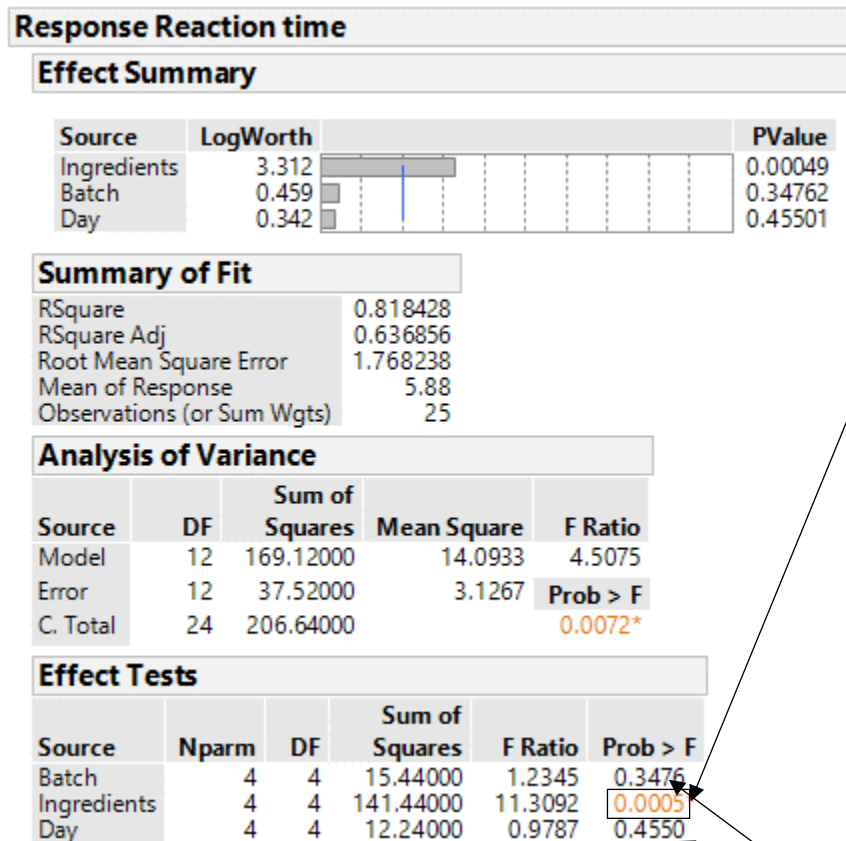 Response Reaction time
Effect Summary
Source LogWorth PValue
Ingredients 3.312 0.00049
Batch 0.459 0.34762
Day 0.342 0.45501
Summary of Fit
RSquare 0.818428
RSquare Adj 0.636856
Root Mean Square Error 1.768238
Mean of Response 5.88
Observations (or Sum Wgts) 25
Analysis of Variance
Sum of
Source DF Squares Mean Square F Ratio
Model 12 169.12000 14.0933 4.5075
Error 12 37.52000 3.1267 Prob > F
C. Total 24 206.64000 0.0072*
Effect Tests
Sum of
Source Nparm DF Squares F Ratio Prob > F
Batch 4 4 15.44000 1.2345 0.3476
Ingredients 4 4 141.44000 11.3092 0.0005
Day 4 4 12.24000 0.9787 0.4550